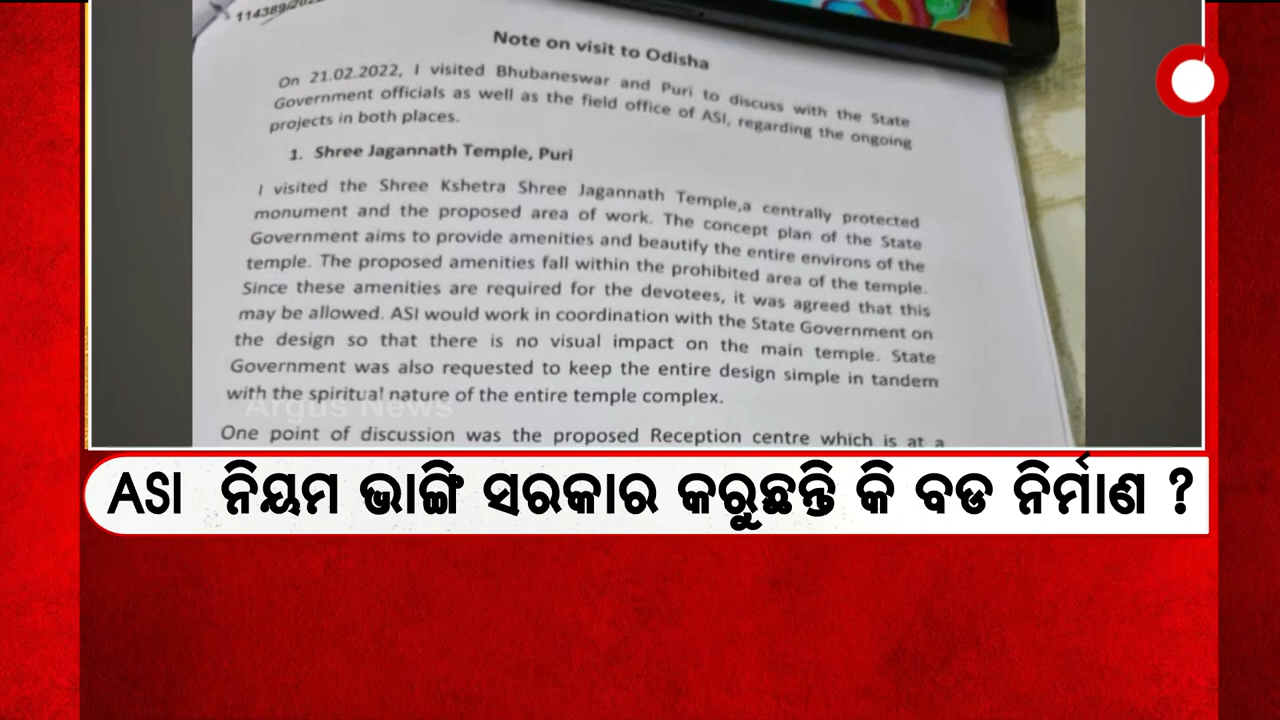 Note on visit to Odisha
On 21.02.2022, I visited Bhubaneswar and Puri to discuss with the State
Government officials as well as the field office of ASI, regarding the ongoing
projects in both places.
1. Shree Jagannath Temple, Puri
I visited the Shree Kshetra Shree Jagannath Temple,a centrally protected
monument and the proposed area of work. The concept plan of the State
Government aims to provide amenities and beautify the entire environs of the
temple. The proposed amenities fall within the prohibited area of the temple.
Since these amenities are required for the devotees, it was agreed that this
may be allowed. ASI would work in coordination with the State Government on
the design so that there is no visual impact on the main temple. State
Government was also requested to keep the entire design simple in tandem
with the spiritual nature of the entire temple complex.
Argus News
One point of discussion was the proposed Reception centre which is at a
ASI ନିୟମ ଭାଙ୍ଗି ସରକାର କରୁଛନ୍ତି କି ବଡ ନିର୍ମାଣ ?